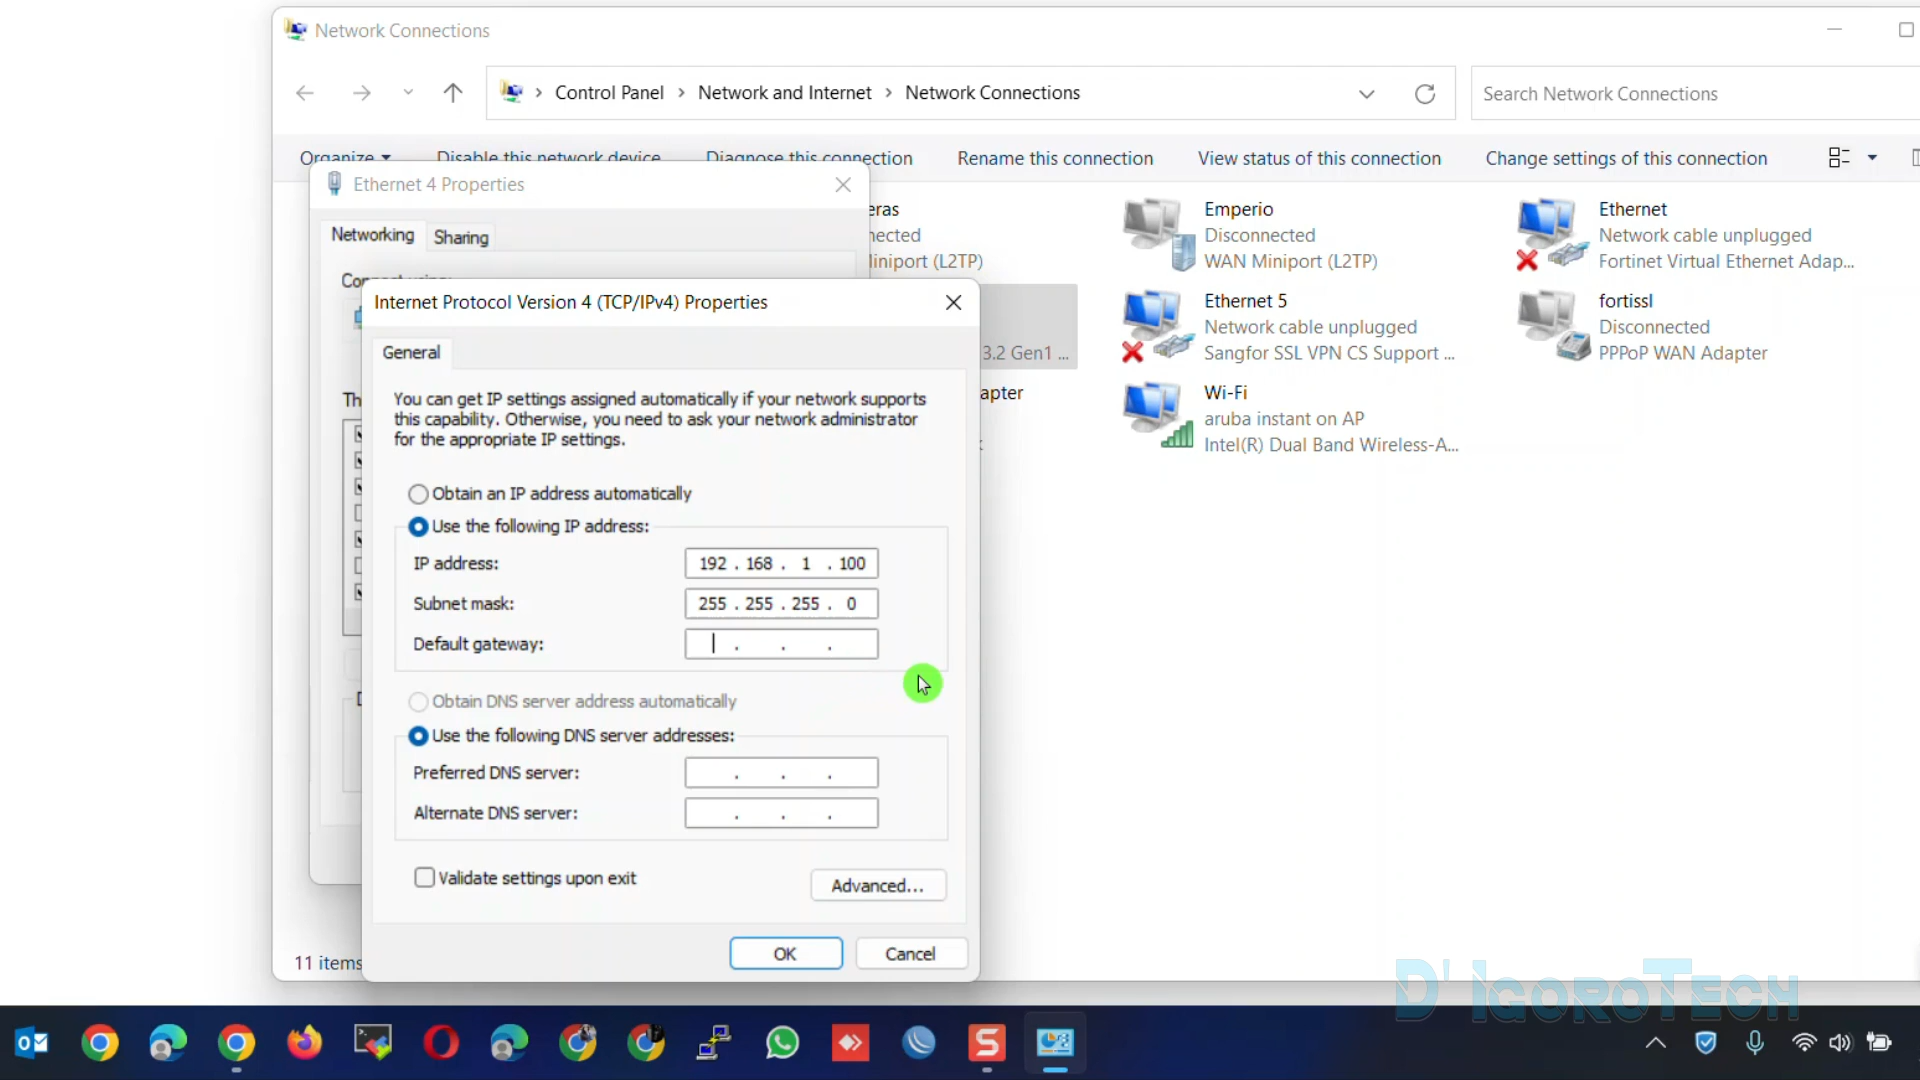 Network Connections
Control Panel > Network and Internet > Network Connections
Search Network Connections
Organize
Disable this network device
Diagnose this connection
Rename this connection
View status of this connection
Change settings of this connection
Ethernet 4 Properties
Networking
Sharing
Connect using:
eras
nected
Miniport (L2TP)
3.2 Gen1 ...
apter
Emperio
Disconnected
WAN Miniport (L2TP)
Ethernet
Network cable unplugged
Fortinet Virtual Ethernet Adap...
Ethernet 5
Network cable unplugged
Sangfor SSL VPN CS Support ...
fortissl
Disconnected
PPPoP WAN Adapter
Wi-Fi
aruba instant on AP
Intel(R) Dual Band Wireless-A...
Th
Internet Protocol Version 4 (TCP/IPv4) Properties
General
You can get IP settings assigned automatically if your network supports
this capability. Otherwise, you need to ask your network administrator
for the appropriate IP settings.
Obtain an IP address automatically
Use the following IP address:
IP address:
192 . 168 . 1 . 100
Subnet mask:
255 . 255 . 255 . 0
Default gateway:
. . .
Obtain DNS server address automatically
Use the following DNS server addresses:
Preferred DNS server:
. . .
Alternate DNS server:
. . .
Validate settings upon exit
Advanced...
OK
Cancel
11 items
D'IGOROTECH